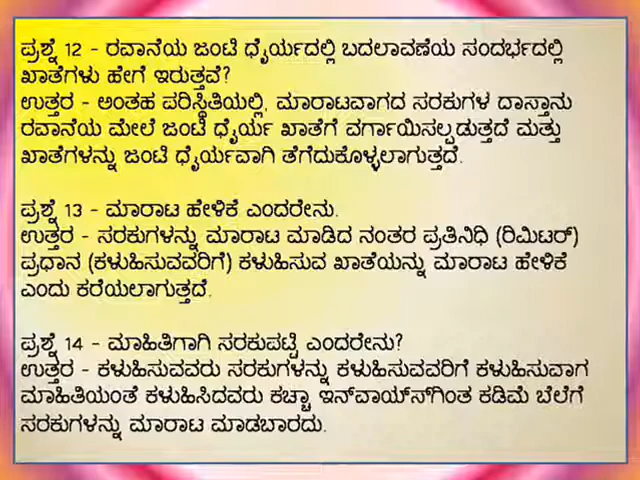 ಪ್ರಶ್ನೆ 12 - ರವಾನೆಯ ಜಂಟಿ ಧೈರ್ಯದಲ್ಲಿ ಬದಲಾವಣೆಯ ಸಂದರ್ಭದಲ್ಲಿ
ಖಾತೆಗಳು ಹೇಗೆ ಇರುತ್ತವೆ?
ಉತ್ತರ - ಅಂತಹ ಪರಿಸ್ಥಿತಿಯಲ್ಲಿ, ಮಾರಾಟವಾಗದ ಸರಕುಗಳ ದಾಸ್ತಾನು
ರವಾನೆಯ ಮೇಲೆ ಜಂಟಿ ಧೈರ್ಯ ಖಾತೆಗೆ ವರ್ಗಾಯಿಸಲ್ಪಡುತ್ತದೆ ಮತ್ತು
ಖಾತೆಗಳನ್ನು ಜಂಟಿ ಧೈರ್ಯವಾಗಿ ತೆಗೆದುಕೊಳ್ಳಲಾಗುತ್ತದೆ.
ಪ್ರಶ್ನೆ 13 - ಮಾರಾಟ ಹೇಳಿಕೆ ಎಂದರೇನು.
ಉತ್ತರ - ಸರಕುಗಳನ್ನು ಮಾರಾಟ ಮಾಡಿದ ನಂತರ ಪ್ರತಿನಿಧಿ (ರಿಮಿಟರ್)
ಪ್ರಧಾನ (ಕಳುಹಿಸುವವರಿಗೆ) ಕಳುಹಿಸುವ ಖಾತೆಯನ್ನು ಮಾರಾಟ ಹೇಳಿಕೆ
ಎಂದು ಕರೆಯಲಾಗುತ್ತದೆ.
ಪ್ರಶ್ನೆ 14 - ಮಾಹಿತಿಗಾಗಿ ಸರಕುಪಟ್ಟಿ ಎಂದರೇನು?
ಉತ್ತರ - ಕಳುಹಿಸುವವರು ಸರಕುಗಳನ್ನು ಕಳುಹಿಸುವವರಿಗೆ ಕಳುಹಿಸುವಾಗ
ಮಾಹಿತಿಯಂತೆ ಕಳುಹಿಸಿದವರು ಕಚ್ಚಾ ಇನ್‌ವಾಯ್ಸ್‌ಗಿಂತ ಕಡಿಮೆ ಬೆಲೆಗೆ
ಸರಕುಗಳನ್ನು ಮಾರಾಟ ಮಾಡಬಾರದು.